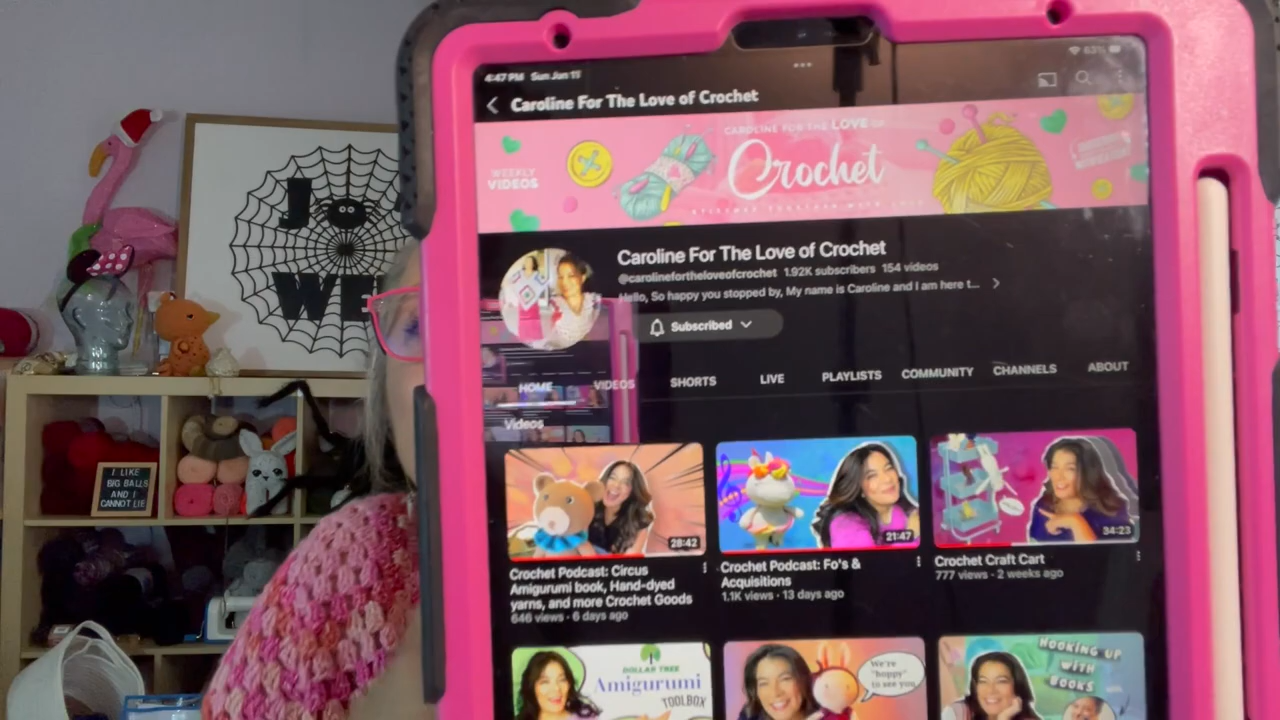 4:47 PM Sun Jun 11
63%
Caroline For The Love of Crochet
CAROLINE FOR THE LOVE OF
Crochet
WEEKLY
VIDEOS
STITCHED TOGETHER WITH LOVE
Caroline For The Love of Crochet
@carolinefortheloveofcrochet 1.92K subscribers 154 videos
Hello, So happy you stopped by, My name is Caroline and I am here t...
Subscribed
HOME VIDEOS SHORTS LIVE PLAYLISTS COMMUNITY CHANNELS ABOUT
Videos
28:42
21:47
34:23
Crochet Podcast: Circus
Amigurumi book, Hand-dyed
yarns, and more Crochet Goods
646 views · 6 days ago
Crochet Podcast: Fo's &
Acquisitions
1.1K views · 13 days ago
Crochet Craft Cart
777 views · 2 weeks ago
DOLLAR TREE
Amigurumi
TOOLBOX
We're
"hoppy"
to see you
HOOKING UP
WITH
BOOKS
J
WE
I LIKE
BIG BALLS
AND I
CANNOT LIE